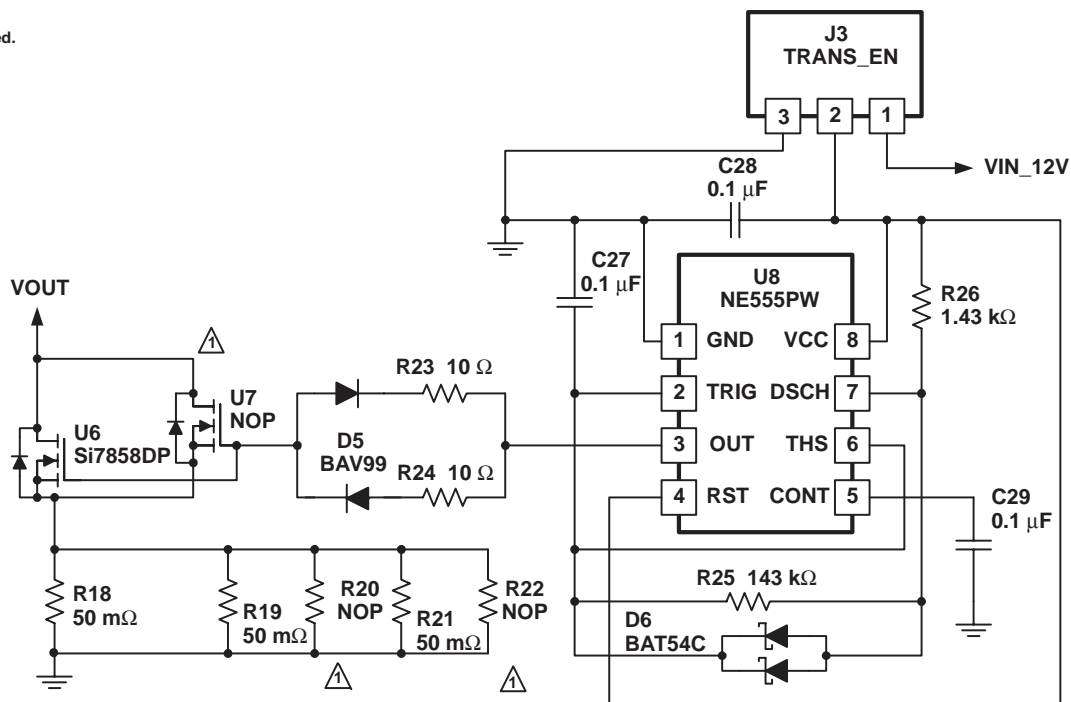 ed.
J3
TRANS_EN
3 2 1
VIN_12V
C28
0.1 μF
C27
0.1 μF
U8
NE555PW
R26
1.43 kΩ
1 GND VCC 8
2 TRIG DSCH 7
3 OUT THS 6
4 RST CONT 5
VOUT
1
U7
NOP
U6
Si7858DP
R23 10 Ω
D5
BAV99
R24 10 Ω
C29
0.1 μF
R18
50 mΩ
R19
50 mΩ
R20
NOP
R21
50 mΩ
R22
NOP
R25 143 kΩ
D6
BAT54C
1
1